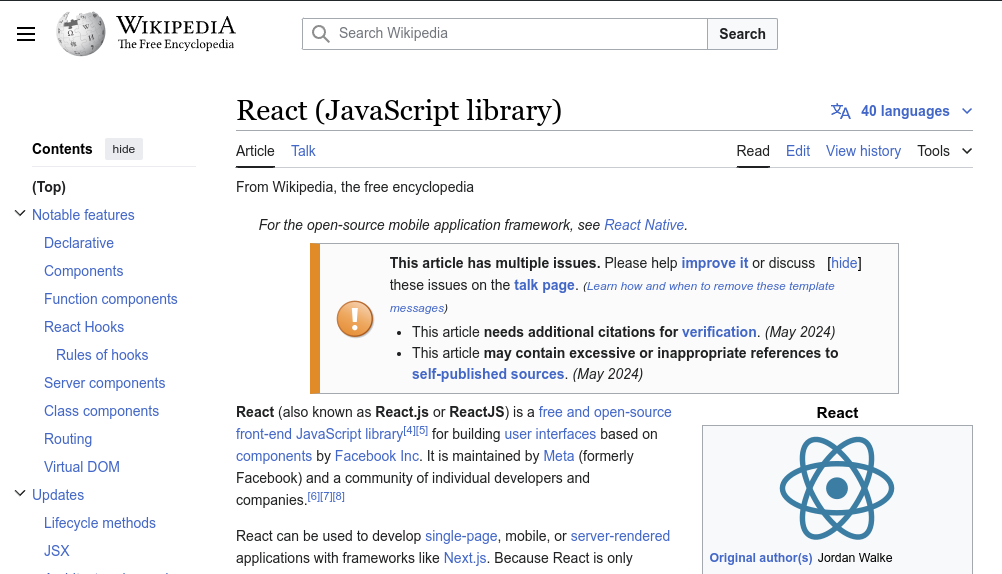 WIKIPEDIA
The Free Encyclopedia
Search Wikipedia
Search
React (JavaScript library)
40 languages
Contents hide
Article Talk
Read Edit View history Tools
(Top)
Notable features
Declarative
Components
Function components
React Hooks
Rules of hooks
Server components
Class components
Routing
Virtual DOM
Updates
Lifecycle methods
JSX
From Wikipedia, the free encyclopedia
For the open-source mobile application framework, see React Native.
This article has multiple issues. Please help improve it or discuss [hide]
these issues on the talk page. (Learn how and when to remove these template
messages)
• This article needs additional citations for verification. (May 2024)
• This article may contain excessive or inappropriate references to
self-published sources. (May 2024)
React (also known as React.js or ReactJS) is a free and open-source
front-end JavaScript library[4][5] for building user interfaces based on
components by Facebook Inc. It is maintained by Meta (formerly
Facebook) and a community of individual developers and
companies.[6][7][8]
React can be used to develop single-page, mobile, or server-rendered
applications with frameworks like Next.js. Because React is only
React
Original author(s) Jordan Walke